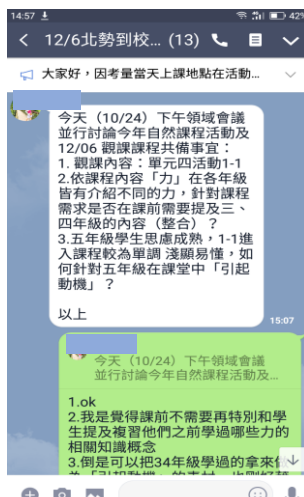 14:57
42%
12/6北勢到校... (13)
大家好，因考量當天上課地點在活動...
今天（10/24）下午領域會議
並行討論今年自然課程活動及
12/06 觀課課程共備事宜：
1. 觀課內容：單元四活動1-1
2.依課程內容「力」在各年級
皆有介紹不同的力，針對課程
需求是否在課前需要提及三、
四年級的內容（整合）？
3.五年級學生思慮成熟，1-1進
入課程較為單調 淺顯易懂，如
何針對五年級在課堂中「引起
動機」？
以上
15:07
今天（10/24）下午領域會議
並行討論今年自然課程活動及...
1.ok
2.我是覺得課前不需要再特別和學
生提及複習他們之前學過哪些力的
相關知識概念
3.倒是可以把34年級學過的拿來